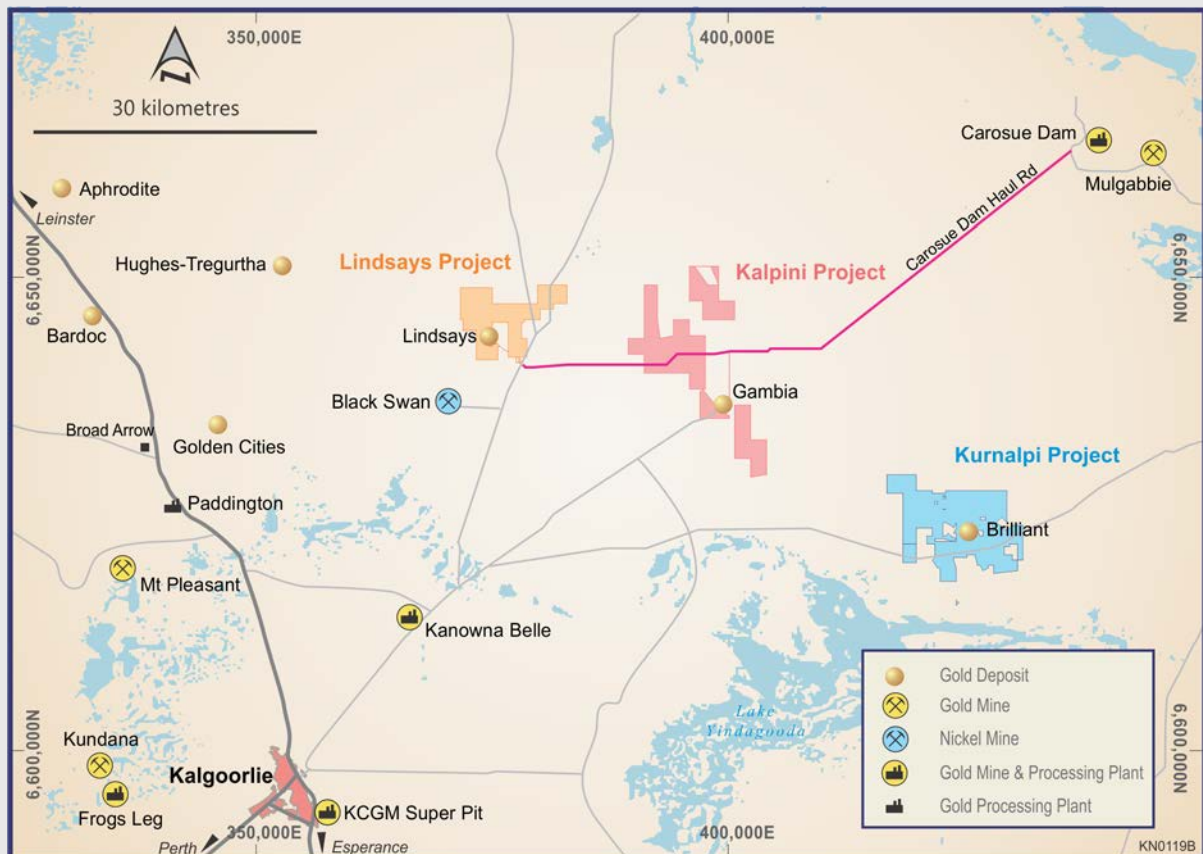 350,000E
400,000E
N
30 kilometres
Carosue Dam
Mulgabbie
Carosue Dam Haul Rd
Aphrodite
Leinster
Hughes-Tregurtha
Lindsays Project
Kalpini Project
6,650,000N
6,650,000N
Bardoc
Lindsays
Black Swan
Gambia
Broad Arrow
Golden Cities
Kurnalpi Project
Paddington
Brilliant
Mt Pleasant
Kanowna Belle
Gold Deposit
Gold Mine
Nickel Mine
Gold Mine & Processing Plant
Gold Processing Plant
Lake
Yindagooda
6,600,000N
6,600,000N
Kundana
Kalgoorlie
Frogs Leg
KCGM Super Pit
350,000E
400,000E
Perth
Esperance
KN0119B